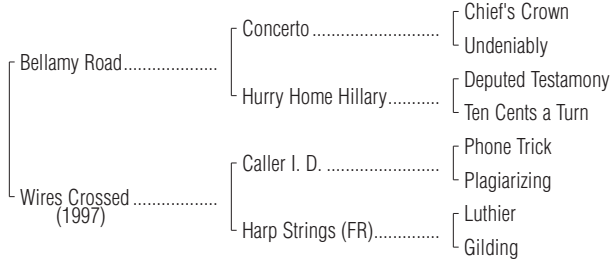 Chief's Crown
Concerto ................................
Undeniably
Bellamy Road...................
Deputed Testamony
Hurry Home Hillary...........
Ten Cents a Turn
Phone Trick
Caller I. D. .............................
Plagiarizing
Wires Crossed .................
(1997)
Luthier
Harp Strings (FR)..............
Gilding